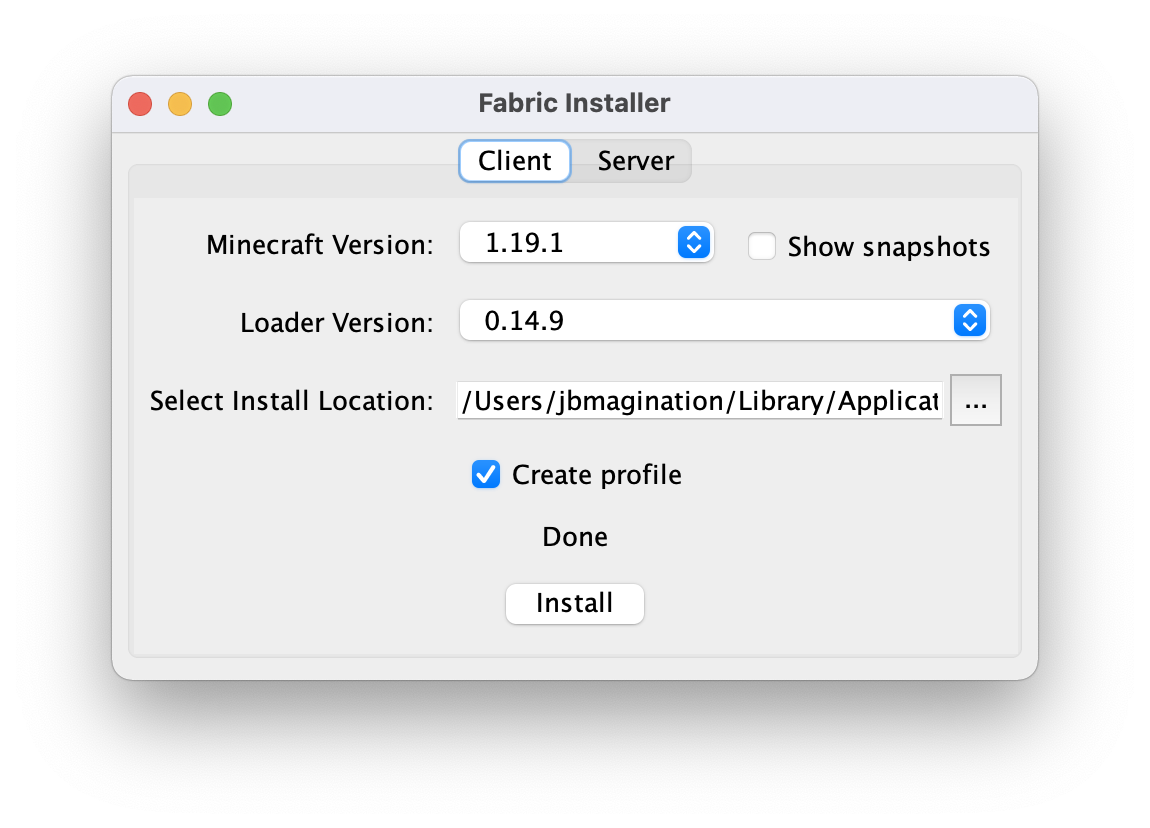 Fabric Installer
Client Server
Minecraft Version: 1.19.1 Show snapshots
Loader Version: 0.14.9
Select Install Location: /Users/jbmagination/Library/Applicat ...
Create profile
Done
Install